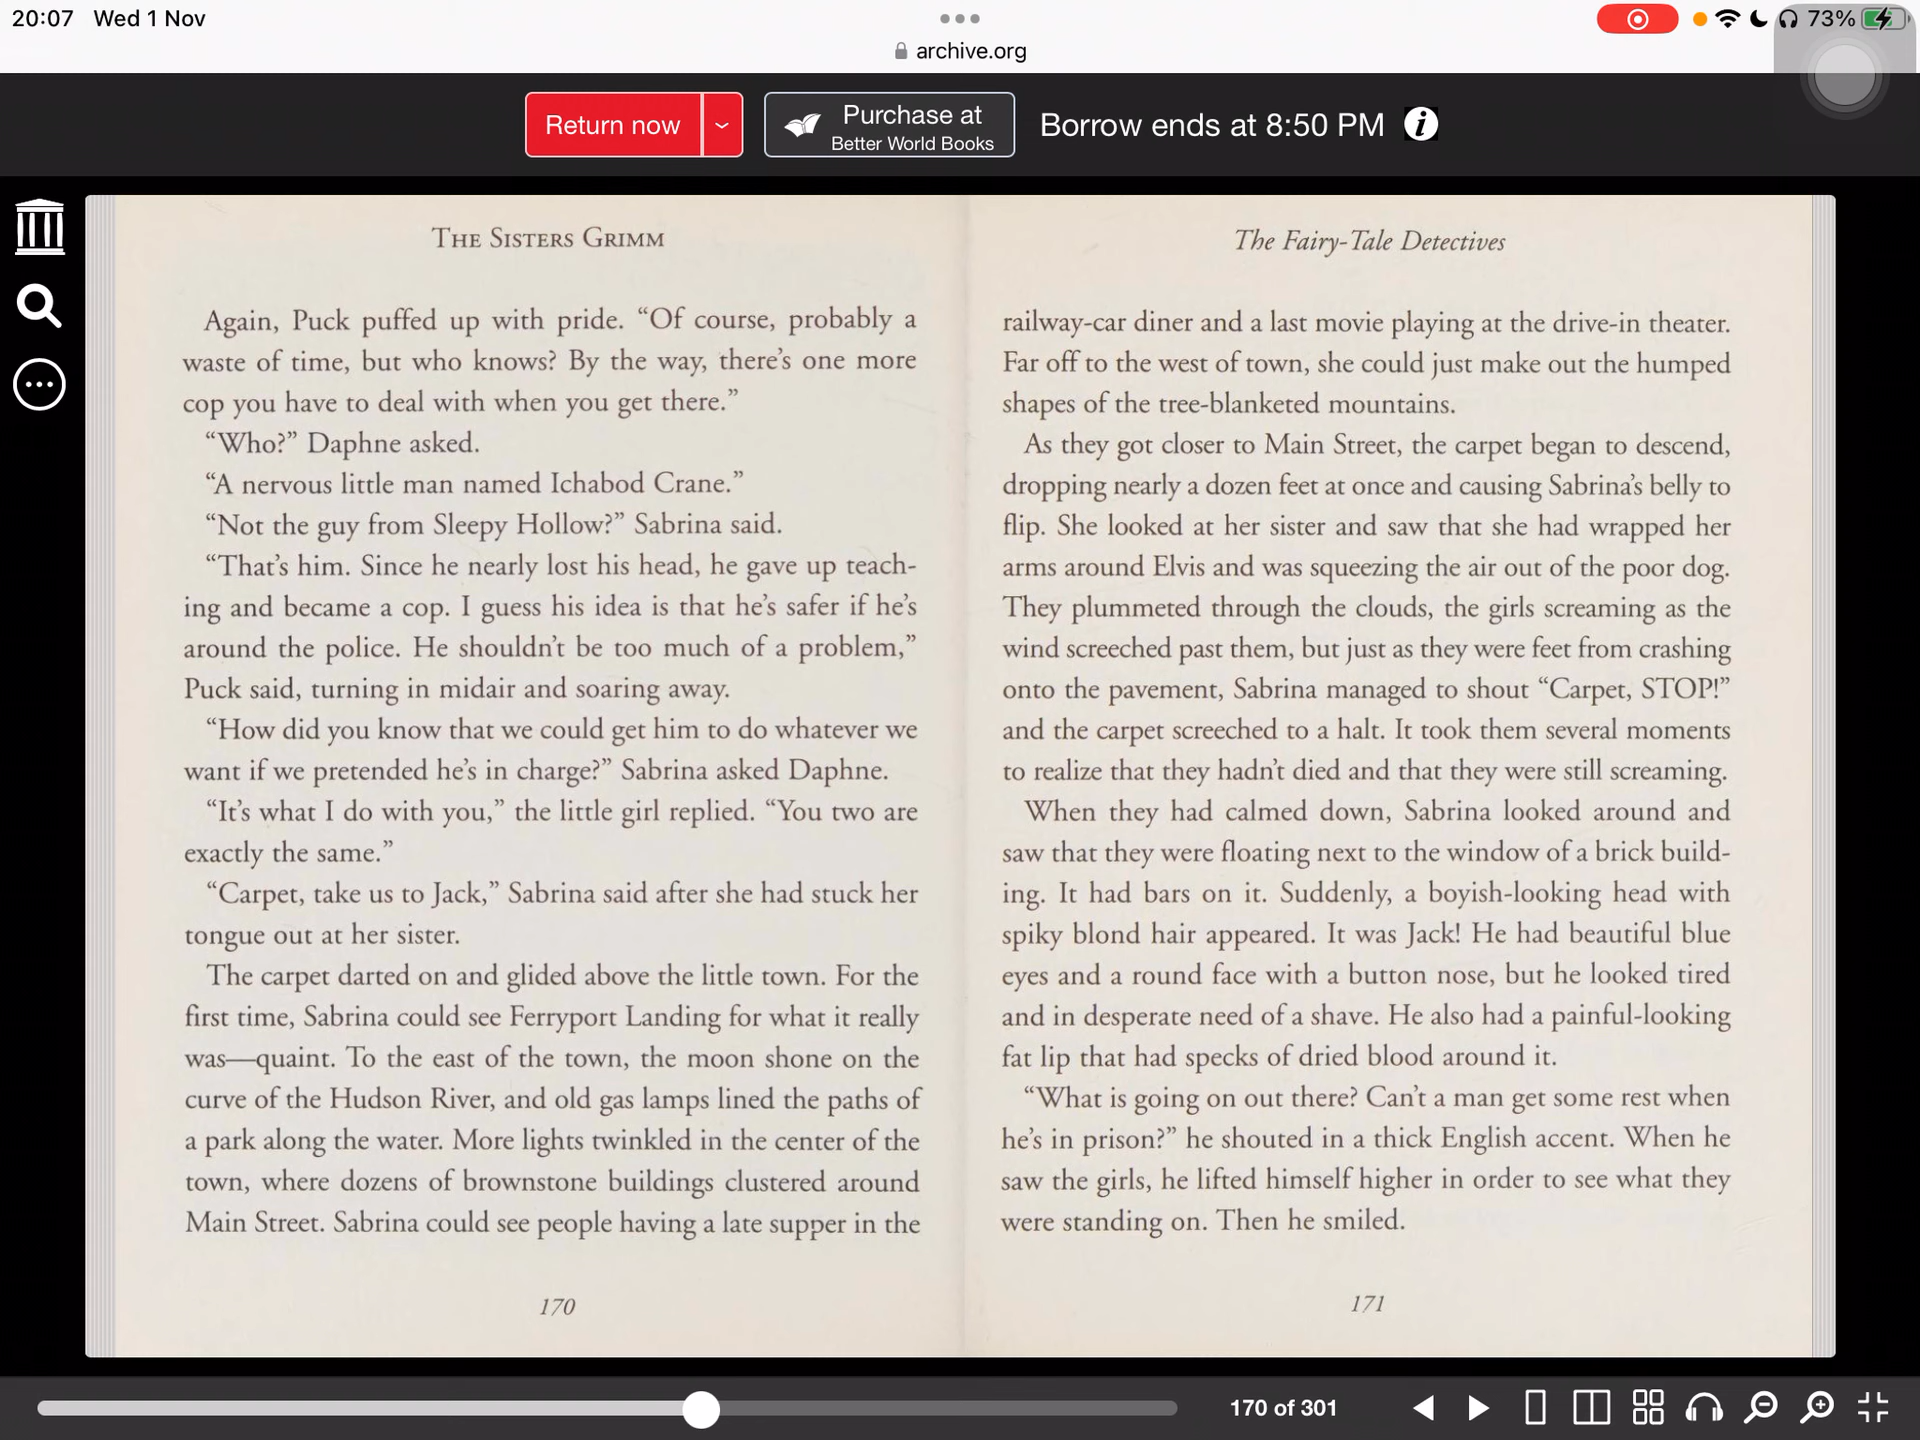 20:07 Wed 1 Nov
73%
archive.org
Return now
Purchase at
Better World Books
Borrow ends at 8:50 PM
THE SISTERS GRIMM
Again, Puck puffed up with pride. “Of course, probably a
waste of time, but who knows? By the way, there’s one more
cop you have to deal with when you get there.”
“Who?” Daphne asked.
“A nervous little man named Ichabod Crane.”
“Not the guy from Sleepy Hollow?” Sabrina said.
“That’s him. Since he nearly lost his head, he gave up teach-
ing and became a cop. I guess his idea is that he’s safer if he’s
around the police. He shouldn’t be too much of a problem,”
Puck said, turning in midair and soaring away.
“How did you know that we could get him to do whatever we
want if we pretended he’s in charge?” Sabrina asked Daphne.
“It’s what I do with you,” the little girl replied. “You two are
exactly the same.”
“Carpet, take us to Jack,” Sabrina said after she had stuck her
tongue out at her sister.
The carpet darted on and glided above the little town. For the
first time, Sabrina could see Ferryport Landing for what it really
was—quaint. To the east of the town, the moon shone on the
curve of the Hudson River, and old gas lamps lined the paths of
a park along the water. More lights twinkled in the center of the
town, where dozens of brownstone buildings clustered around
Main Street. Sabrina could see people having a late supper in the
170
The Fairy-Tale Detectives
railway-car diner and a last movie playing at the drive-in theater.
Far off to the west of town, she could just make out the humped
shapes of the tree-blanketed mountains.
As they got closer to Main Street, the carpet began to descend,
dropping nearly a dozen feet at once and causing Sabrina’s belly to
flip. She looked at her sister and saw that she had wrapped her
arms around Elvis and was squeezing the air out of the poor dog.
They plummeted through the clouds, the girls screaming as the
wind screeched past them, but just as they were feet from crashing
onto the pavement, Sabrina managed to shout “Carpet, STOP!”
and the carpet screeched to a halt. It took them several moments
to realize that they hadn’t died and that they were still screaming.
When they had calmed down, Sabrina looked around and
saw that they were floating next to the window of a brick build-
ing. It had bars on it. Suddenly, a boyish-looking head with
spiky blond hair appeared. It was Jack! He had beautiful blue
eyes and a round face with a button nose, but he looked tired
and in desperate need of a shave. He also had a painful-looking
fat lip that had specks of dried blood around it.
“What is going on out there? Can’t a man get some rest when
he’s in prison?” he shouted in a thick English accent. When he
saw the girls, he lifted himself higher in order to see what they
were standing on. Then he smiled.
171
170 of 301